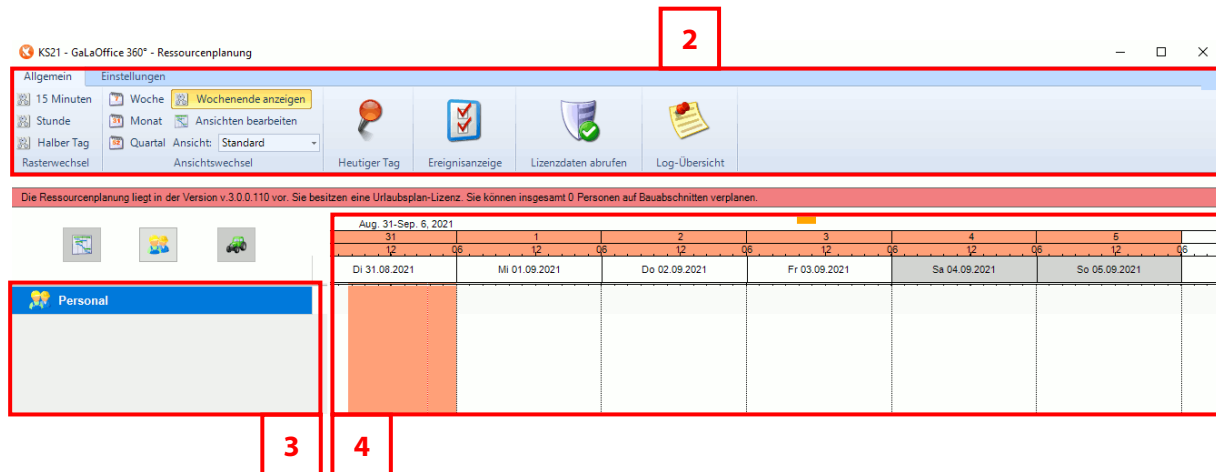 2
KS21 - GaLaOffice 360° - Ressourcenplanung
Allgemein Einstellungen
15 Minuten Woche Wochenende anzeigen
Stunde Monat Ansichten bearbeiten
Halber Tag Quartal Ansicht: Standard
Rasterwechsel Ansichtswechsel Heutiger Tag Ereignisanzeige Lizenzdaten abrufen Log-Übersicht
Die Ressourcenplanung liegt in der Version v.3.0.0.110 vor. Sie besitzen eine Urlaubsplan-Lizenz. Sie können insgesamt 0 Personen auf Bauabschnitten verplanen.
Aug. 31-Sep. 6, 2021
31 1 2 3 4 5
12 06 12 06 12 06 12 06 12 06 12 06
Di 31.08.2021 Mi 01.09.2021 Do 02.09.2021 Fr 03.09.2021 Sa 04.09.2021 So 05.09.2021
Personal
3 4